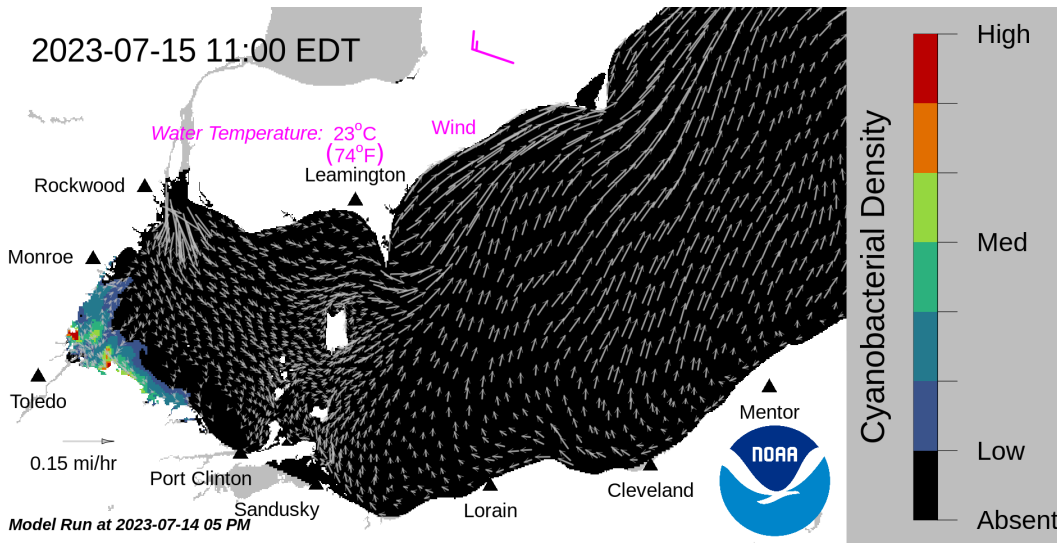 2023-07-15 11:00 EDT
Water Temperature: 23°C
(74°F)
Wind
Leamington
Rockwood
Monroe
Toledo
0.15 mi/hr
Port Clinton
Sandusky
Lorain
Cleveland
Mentor
NOAA
Model Run at 2023-07-14 05 PM
Cyanobacterial Density
High
Med
Low
Absent